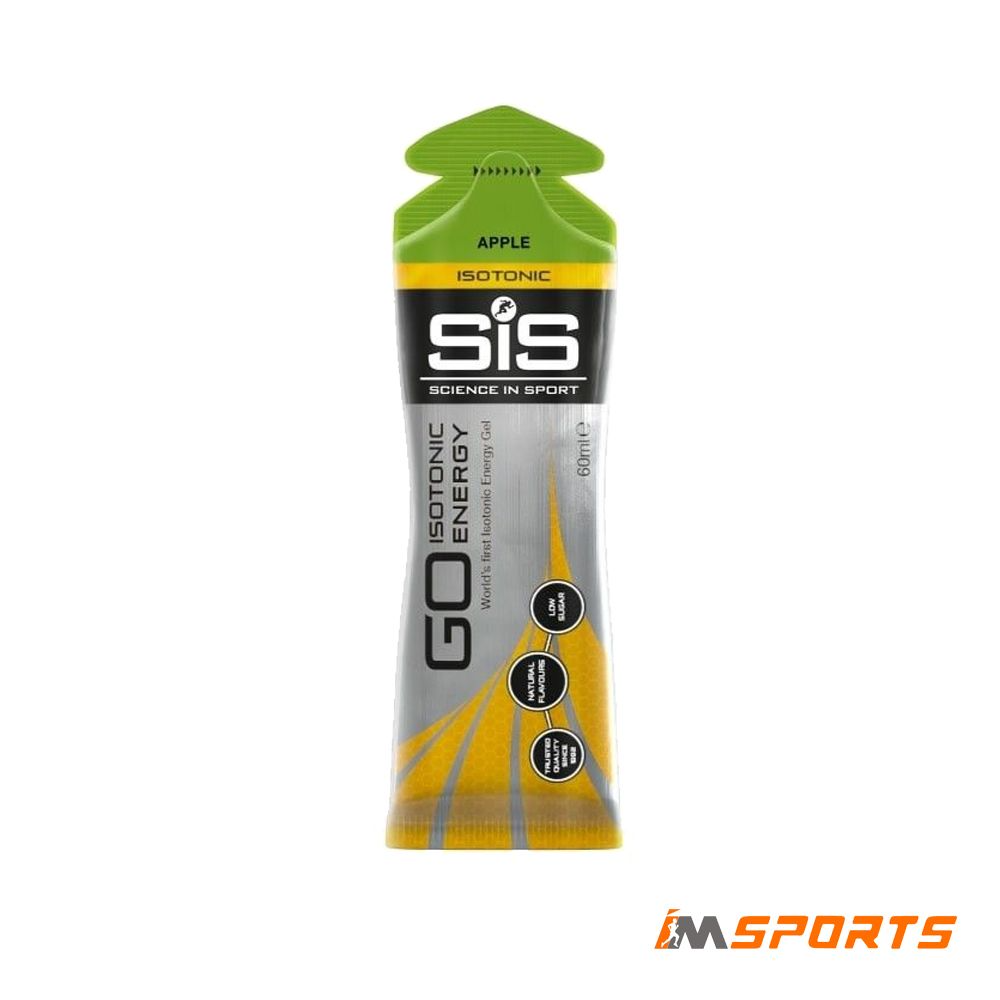 APPLE
ISOTONIC
SiS
SCIENCE IN SPORT
GO ISOTONIC
ENERGY
World's first Isotonic Energy Gel
60ml e
LOW
SUGAR
NATURAL
FLAVOURS
TRUSTED
QUALITY
SINCE
1992
iMSPORTS